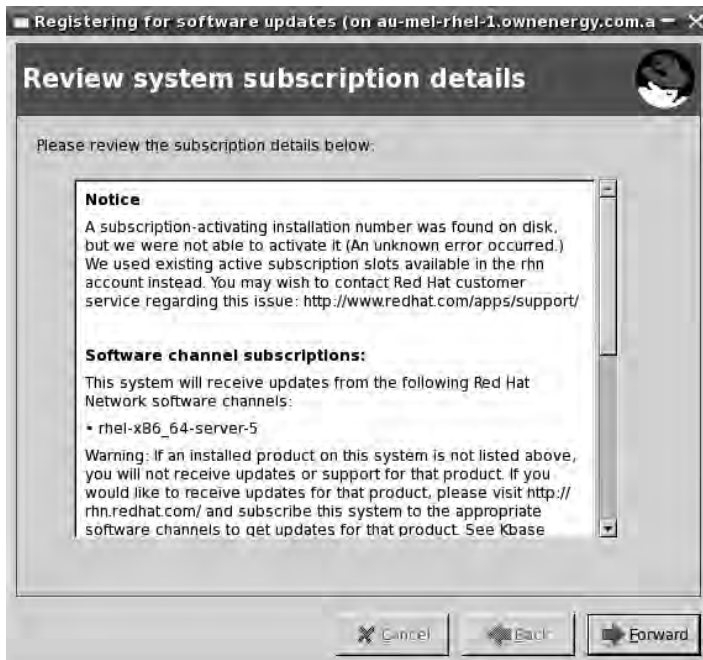 Registering for software updates (on au-mel-rhel-1.ownenergy.com.a
Review system subscription details
Please review the subscription details below:
Notice
A subscription-activating installation number was found on disk,
but we were not able to activate it (An unknown error occurred.)
We used existing active subscription slots available in the rhn
account instead. You may wish to contact Red Hat customer
service regarding this issue: http://www.redhat.com/apps/support/
Software channel subscriptions:
This system will receive updates from the following Red Hat
Network software channels:
• rhel-x86_64-server-5
Warning: If an installed product on this system is not listed above,
you will not receive updates or support for that product. If you
would like to receive updates for that product, please visit http://
rhn.redhat.com/ and subscribe this system to the appropriate
software channels to get updates for that product. See Kbase
Cancel
Back
Forward